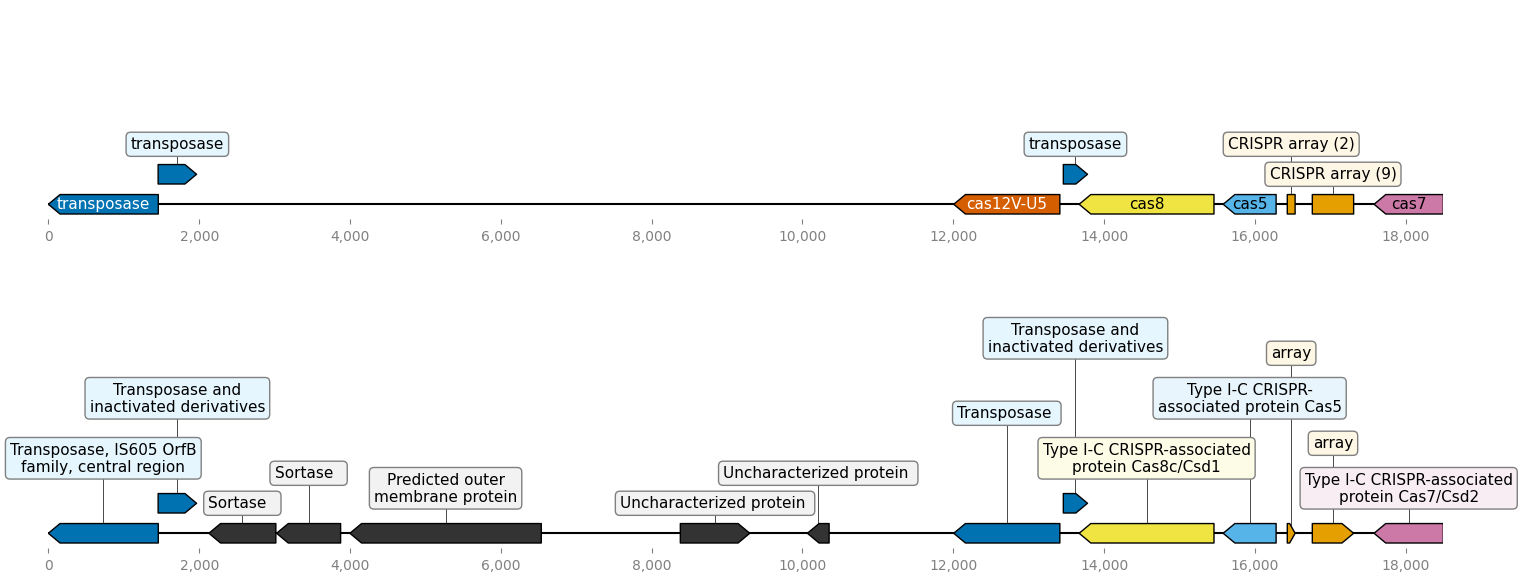 transposase
transposase
CRISPR array (2)
CRISPR array (9)
transposase
cas12V-U5
cas8
cas5
cas7
0
2,000
4,000
6,000
8,000
10,000
12,000
14,000
16,000
18,000
Transposase and
inactivated derivatives
array
Transposase and
inactivated derivatives
Type I-C CRISPR-
associated protein Cas5
Transposase
Transposase, IS605 OrfB
family, central region
Type I-C CRISPR-associated
protein Cas8c/Csd1
array
Sortase
Predicted outer
membrane protein
Uncharacterized protein
Type I-C CRISPR-associated
protein Cas7/Csd2
Sortase
Uncharacterized protein
0
2,000
4,000
6,000
8,000
10,000
12,000
14,000
16,000
18,000